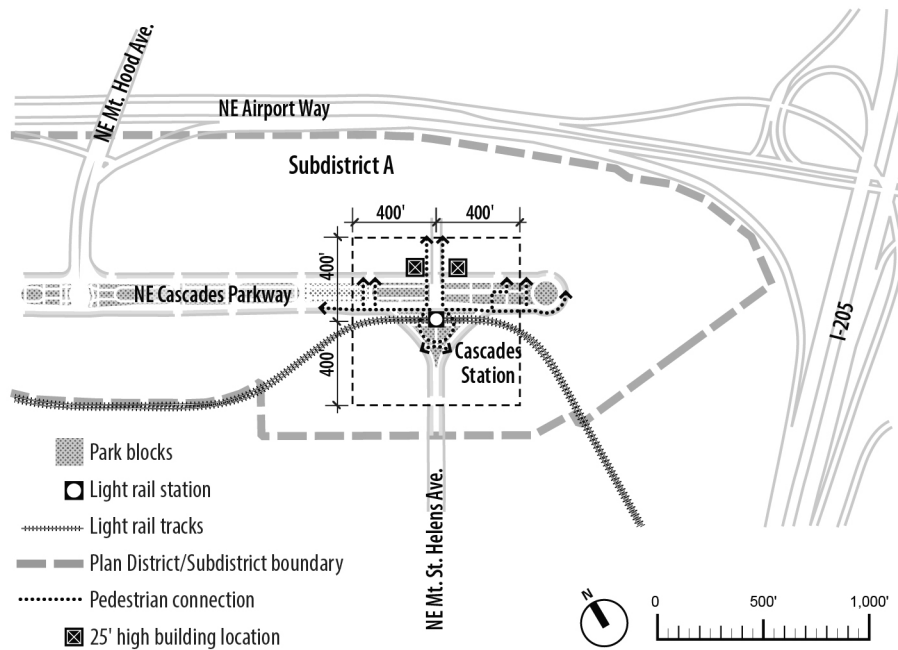 NE Mt. Hood Ave.
NE Airport Way
Subdistrict A
400'
400'
400'
NE Cascades Parkway
I-205
400'
Cascades
Station
Park blocks
Light rail station
Light rail tracks
Plan District/Subdistrict boundary
Pedestrian connection
25' high building location
NE Mt. St. Helens Ave.
N
0
500'
1,000'